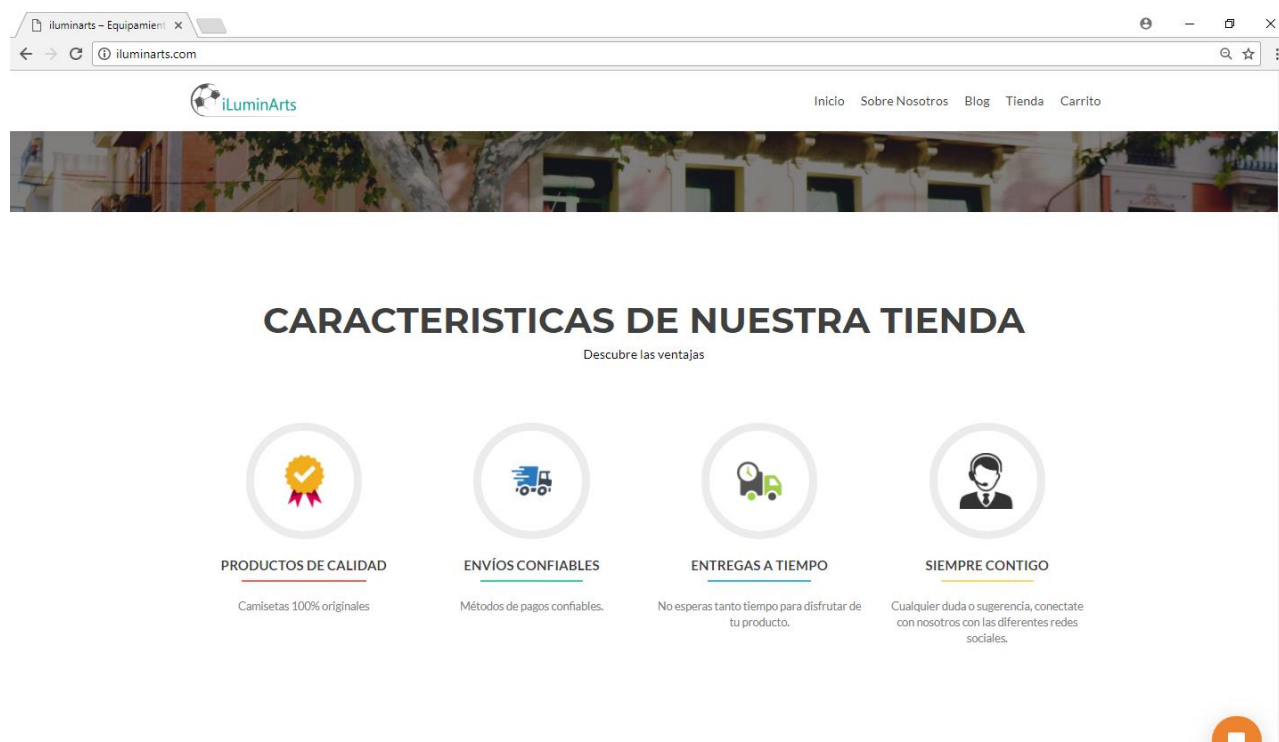 iluminarts – Equipamient
iluminarts.com
iLuminArts
Inicio Sobre Nosotros Blog Tienda Carrito
CARACTERISTICAS DE NUESTRA TIENDA
Descubre las ventajas
PRODUCTOS DE CALIDAD
Camisetas 100% originales
ENVÍOS CONFIABLES
Métodos de pagos confiables.
ENTREGAS A TIEMPO
No esperas tanto tiempo para disfrutar de
tu producto.
SIEMPRE CONTIGO
Cualquier duda o sugerencia, conectate
con nosotros con las diferentes redes
sociales.